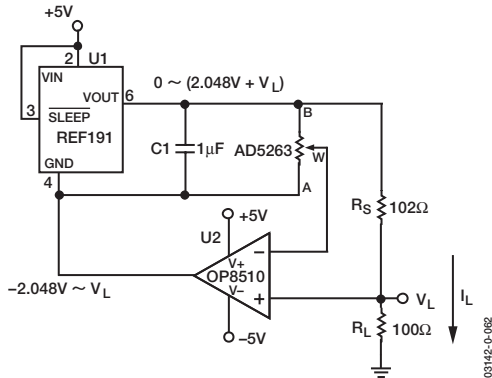 +5V
2
U1
VIN
0 ~ (2.048V + VL)
VOUT
6
3
SLEEP
B
REF191
C1
1μF
AD5263
W
GND
4
A
RS
102Ω
U2
+5V
V+
−
OP8510
−2.048V ~ VL
V−
+
VL
IL
RL
100Ω
−5V
03142-0-062